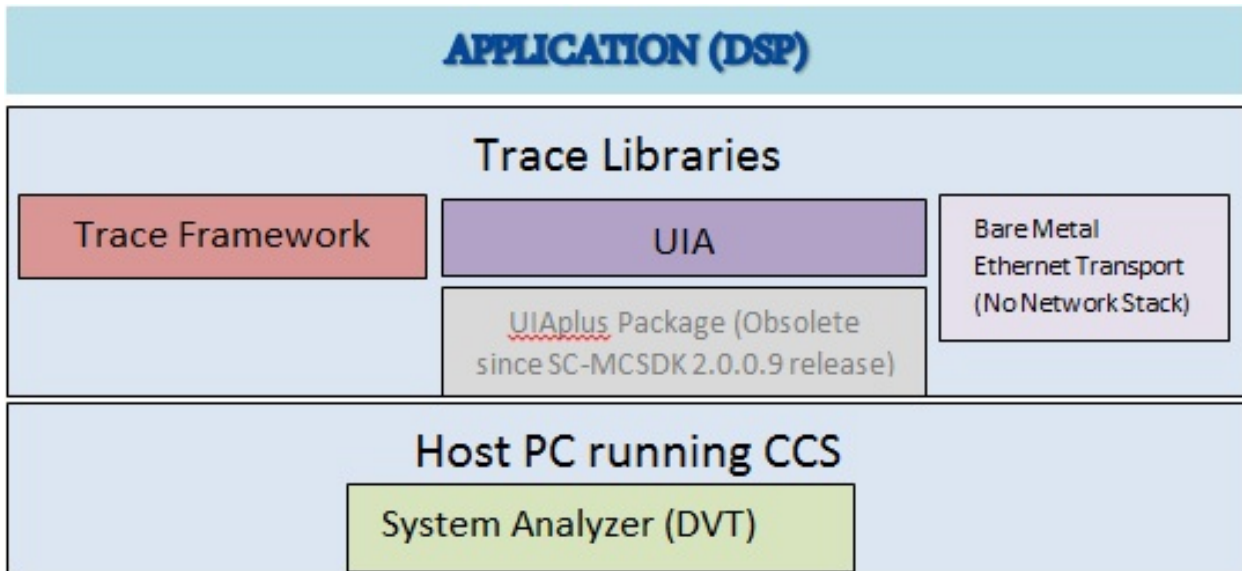 APPLICATION (DSP)
Trace Libraries
Trace Framework
UIA
UIAplus Package (Obsolete
since SC-MCSDK 2.0.0.9 release)
Bare Metal
Ethernet Transport
(No Network Stack)
Host PC running CCS
System Analyzer (DVT)